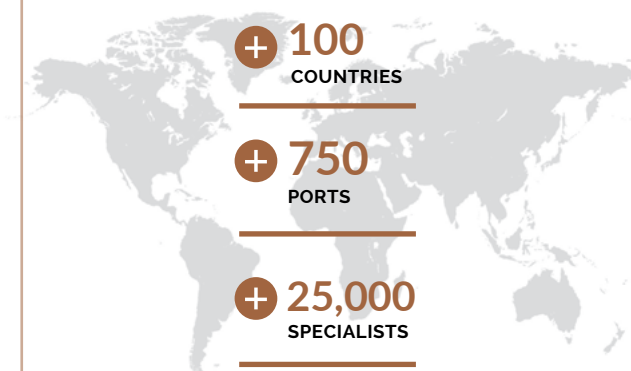 + 100
COUNTRIES
+ 750
PORTS
+ 25,000
SPECIALISTS